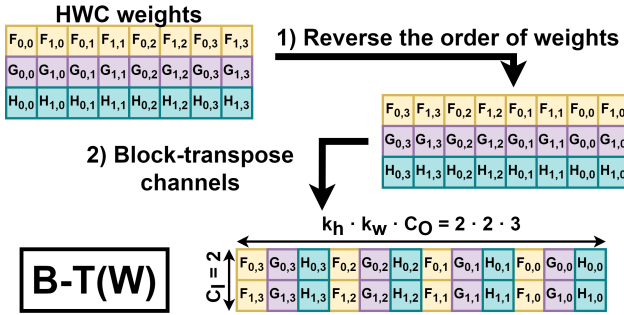 HWC weights
F0,0 F1,0 F0,1 F1,1 F0,2 F1,2 F0,3 F1,3
G0,0 G1,0 G0,1 G1,1 G0,2 G1,2 G0,3 G1,3
H0,0 H1,0 H0,1 H1,1 H0,2 H1,2 H0,3 H1,3
1) Reverse the order of weights
F0,3 F1,3 F0,2 F1,2 F0,1 F1,1 F0,0 F1,0
G0,3 G1,3 G0,2 G1,2 G0,1 G1,1 G0,0 G1,0
H0,3 H1,3 H0,2 H1,2 H0,1 H1,1 H0,0 H1,0
2) Block-transpose
channels
kh · kw · CO = 2 · 2 · 3
CI = 2
F0,3 G0,3 H0,3 F0,2 G0,2 H0,2 F0,1 G0,1 H0,1 F0,0 G0,0 H0,0
F1,3 G1,3 H1,3 F1,2 G1,2 H1,2 F1,1 G1,1 H1,1 F1,0 G1,0 H1,0
B-T(W)